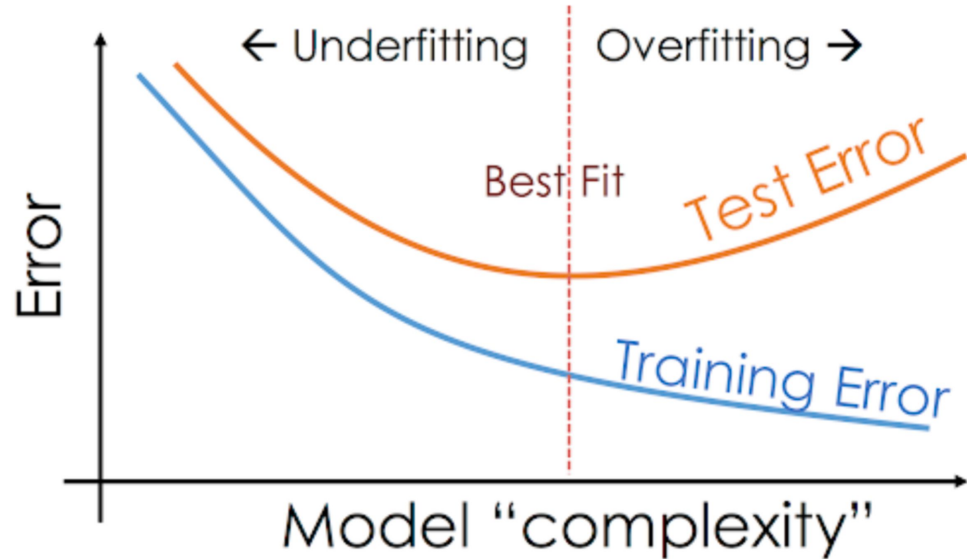 ← Underfitting
Overfitting →
Best Fit
Test Error
Training Error
Error
Model “complexity”